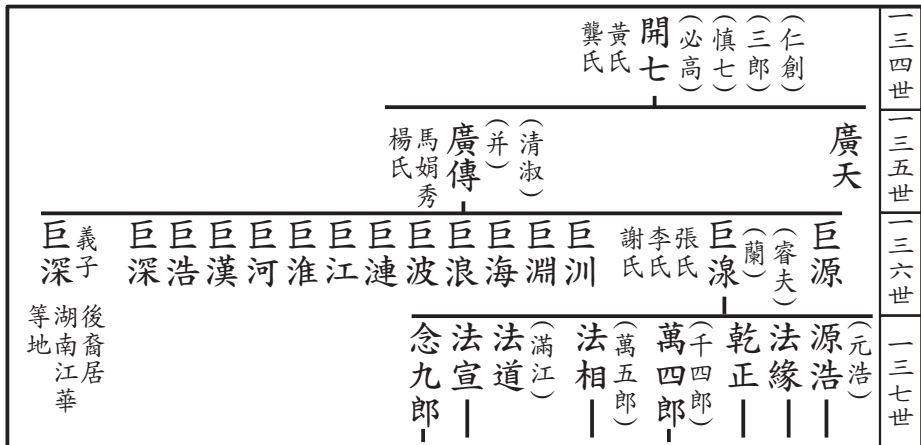 一三四世
（仁創）
（三郎）
（慎七）
（必高）
開七
黃氏
龔氏
一三五世
廣天
（清淑）
（并）
廣傳
馬娟秀
楊氏
一三六世
巨源
（睿夫）
（蘭）
巨湶
張氏
李氏
謝氏
巨汌
巨淵
巨海
巨浪
巨波
巨漣
巨江
巨淮
巨河
巨漢
巨浩
巨深
義子
巨深
後裔居
湖南江華
等地
一三七世
（元浩）
源浩
法緣
乾正
（千四郎）
萬四郎
（萬五郎）
法相
（滿江）
法道
法宣
念九郎